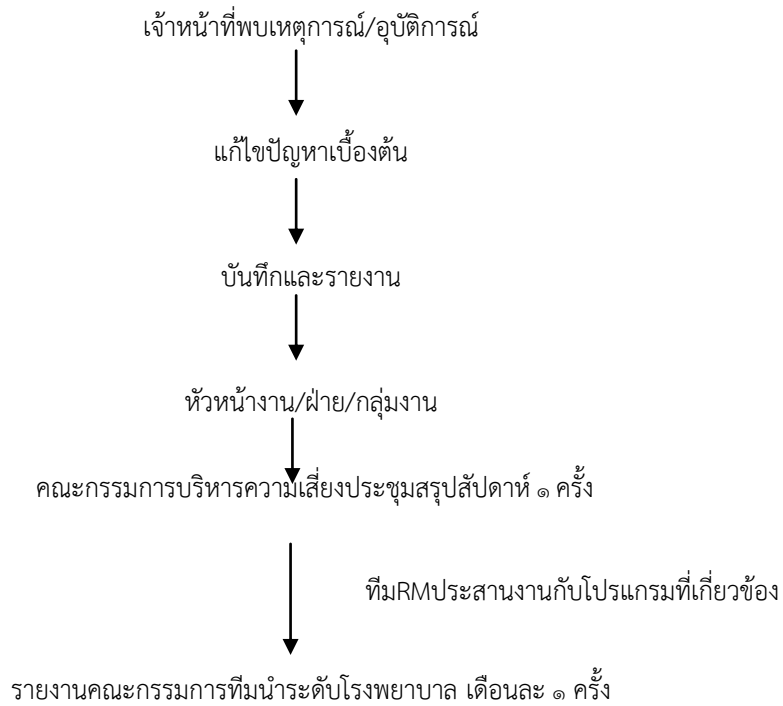 เจ้าหน้าที่พบเหตุการณ์/อุบัติการณ์
แก้ไขปัญหาเบื้องต้น
บันทึกและรายงาน
หัวหน้างาน/ฝ่าย/กลุ่มงาน
คณะกรรมการบริหารความเสี่ยงประชุมสรุปสัปดาห์ ๑ ครั้ง
ทีมRMประสานงานกับโปรแกรมที่เกี่ยวข้อง
รายงานคณะกรรมการทีมนำระดับโรงพยาบาล เดือนละ ๑ ครั้ง